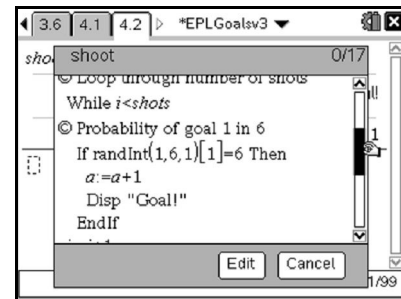 3.6 4.1 4.2 *EPLGoalsv3
shoot 0/17
© Loop through number of shots
While i<shots
© Probability of goal 1 in 6
If randInt(1,6,1)[1]=6 Then
a:=a+1
Disp "Goal!"
EndIf
Edit Cancel
1/99